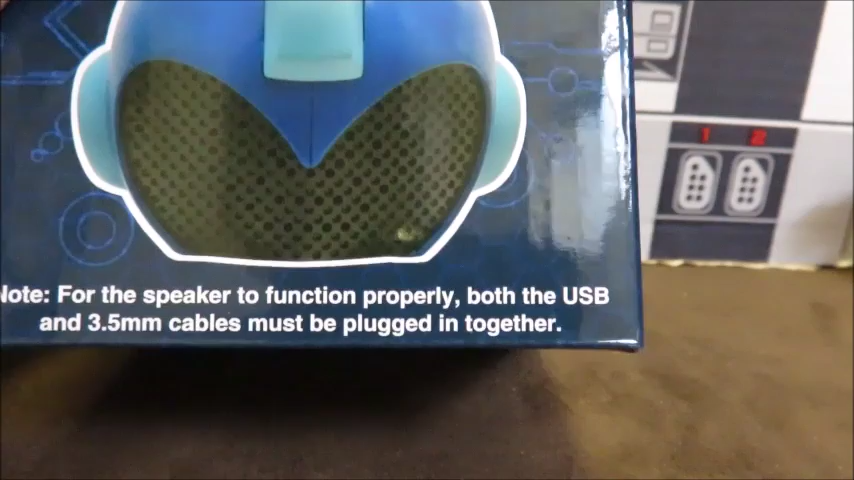 1 2
Note: For the speaker to function properly, both the USB
and 3.5mm cables must be plugged in together.